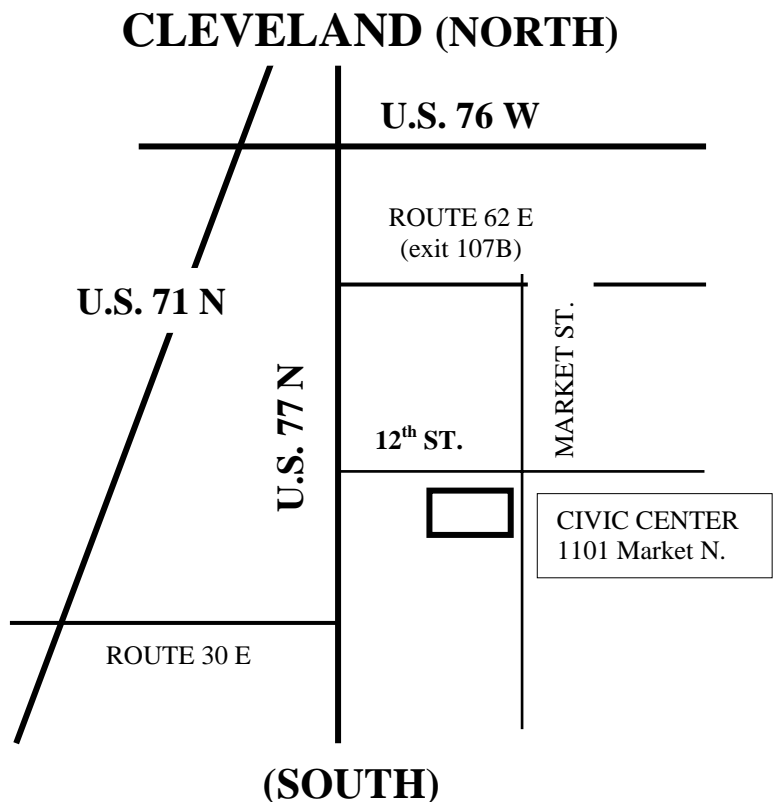 CLEVELAND (NORTH)
U.S. 76 W
ROUTE 62 E
(exit 107B)
U.S. 71 N
MARKET ST.
U.S. 77 N
12th ST.
CIVIC CENTER
1101 Market N.
ROUTE 30 E
(SOUTH)